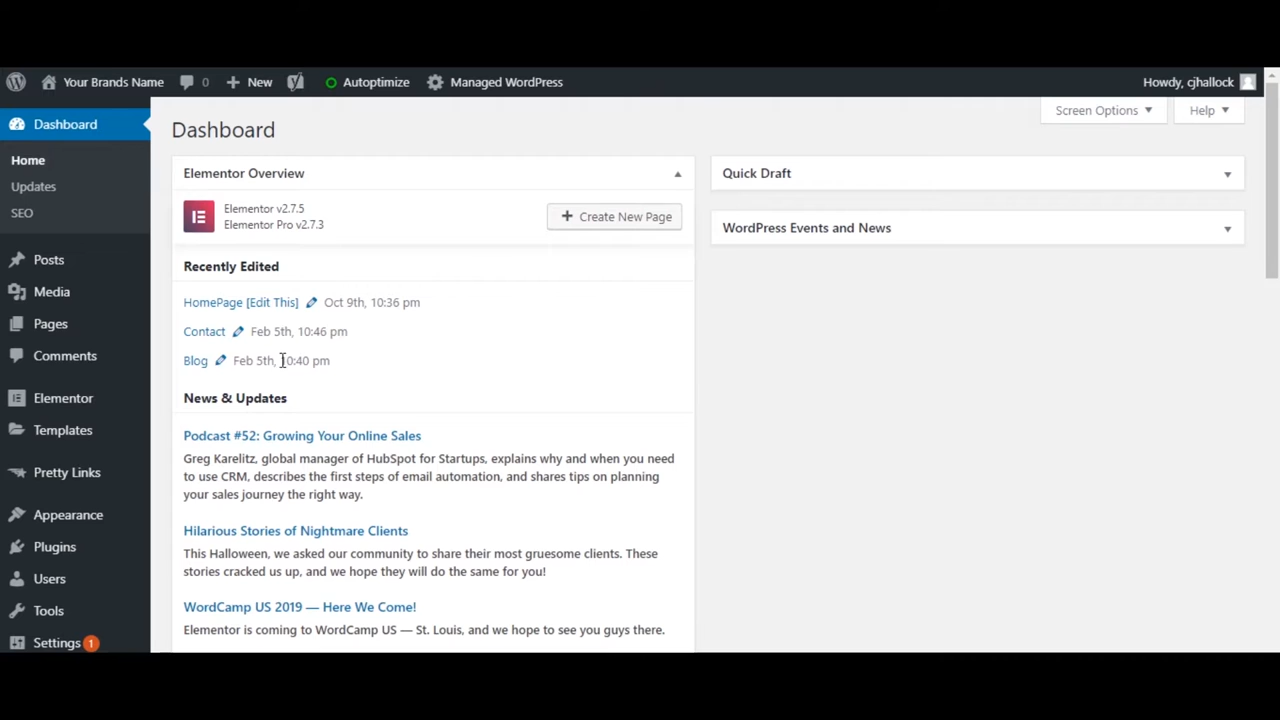 Your Brands Name 0 New Autoptimize Managed WordPress Howdy, cjhallock
Dashboard
Home
Updates
SEO
Posts
Media
Pages
Comments
Elementor
Templates
Pretty Links
Appearance
Plugins
Users
Tools
Settings 1
Screen Options Help
Dashboard
Elementor Overview
Elementor v2.7.5
Elementor Pro v2.7.3
Create New Page
Recently Edited
HomePage [Edit This] Oct 9th, 10:36 pm
Contact Feb 5th, 10:46 pm
Blog Feb 5th, 10:40 pm
News & Updates
Podcast #52: Growing Your Online Sales
Greg Karelitz, global manager of HubSpot for Startups, explains why and when you need
to use CRM, describes the first steps of email automation, and shares tips on planning
your sales journey the right way.
Hilarious Stories of Nightmare Clients
This Halloween, we asked our community to share their most gruesome clients. These
stories cracked us up, and we hope they will do the same for you!
WordCamp US 2019 — Here We Come!
Elementor is coming to WordCamp US — St. Louis, and we hope to see you guys there.
Quick Draft
WordPress Events and News